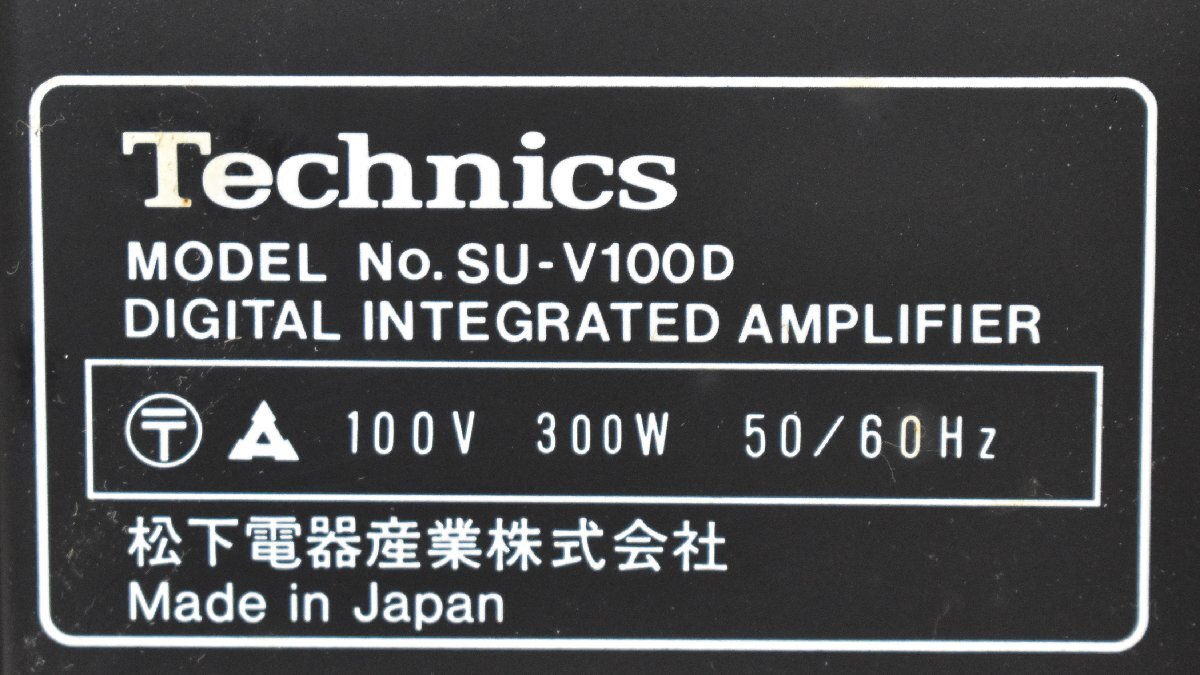 Technics
MODEL No. SU-V100D
DIGITAL INTEGRATED AMPLIFIER
〒 100V 300W 50/60Hz
松下電器産業株式会社
Made in Japan